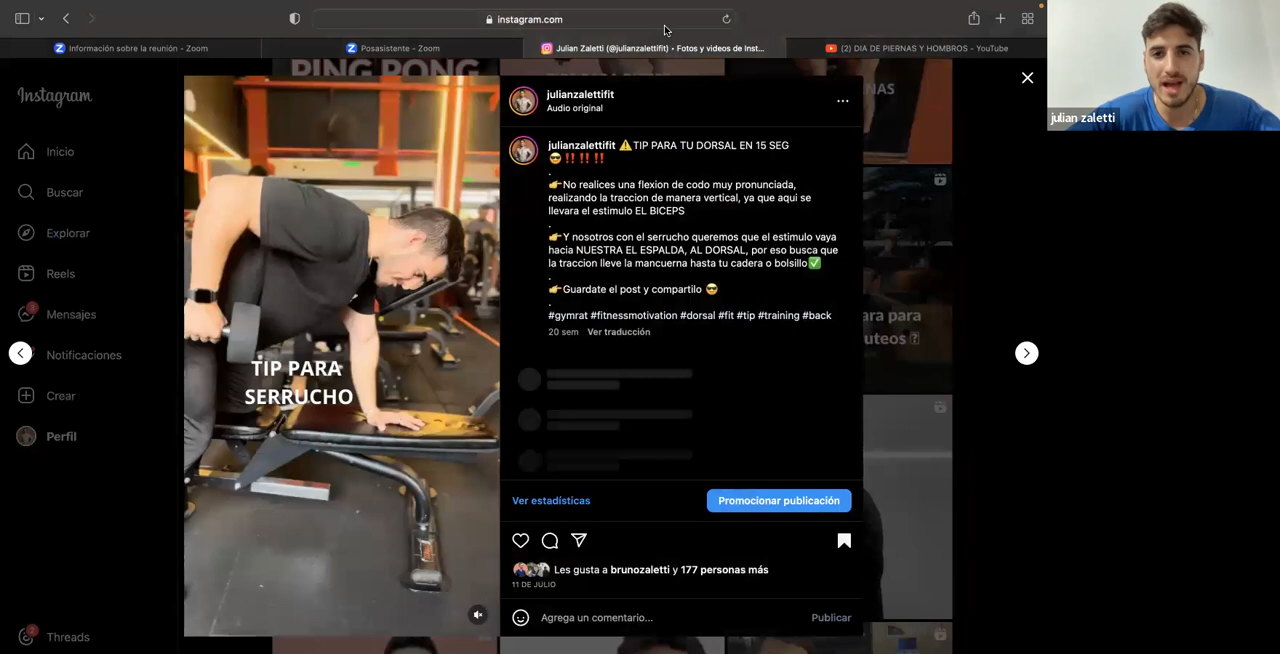 instagram.com
Información sobre la reunión - Zoom
Posasistente - Zoom
Julian Zaletti (@julianzalettifit) • Fotos y videos de Inst...
(2) DIA DE PIERNAS Y HOMBROS - YouTube
PING PONG
Instagram
Inicio
Buscar
Explorar
Reels
3
Mensajes
Notificaciones
Crear
Perfil
2
Threads
TIP PARA
SERRUCHO
julianzalettifit
Audio original
julianzalettifit ⚠️TIP PARA TU DORSAL EN 15 SEG
😎‼️‼️‼️‼️
.
👉No realices una flexion de codo muy pronunciada,
realizando la traccion de manera vertical, ya que aqui se
llevara el estimulo EL BICEPS
.
👉Y nosotros con el serrucho queremos que el estimulo vaya
hacia NUESTRA EL ESPALDA, AL DORSAL, por eso busca que
la traccion lleve la mancuerna hasta tu cadera o bolsillo✅
.
👉Guardate el post y compartilo 😎
.
#gymrat #fitnessmotivation #dorsal #fit #tip #training #back
20 sem Ver traducción
Ver estadísticas
Promocionar publicación
Les gusta a brunozaletti y 177 personas más
11 DE JULIO
Agrega un comentario...
Publicar
NAS
ara para
uteos
julian zaletti